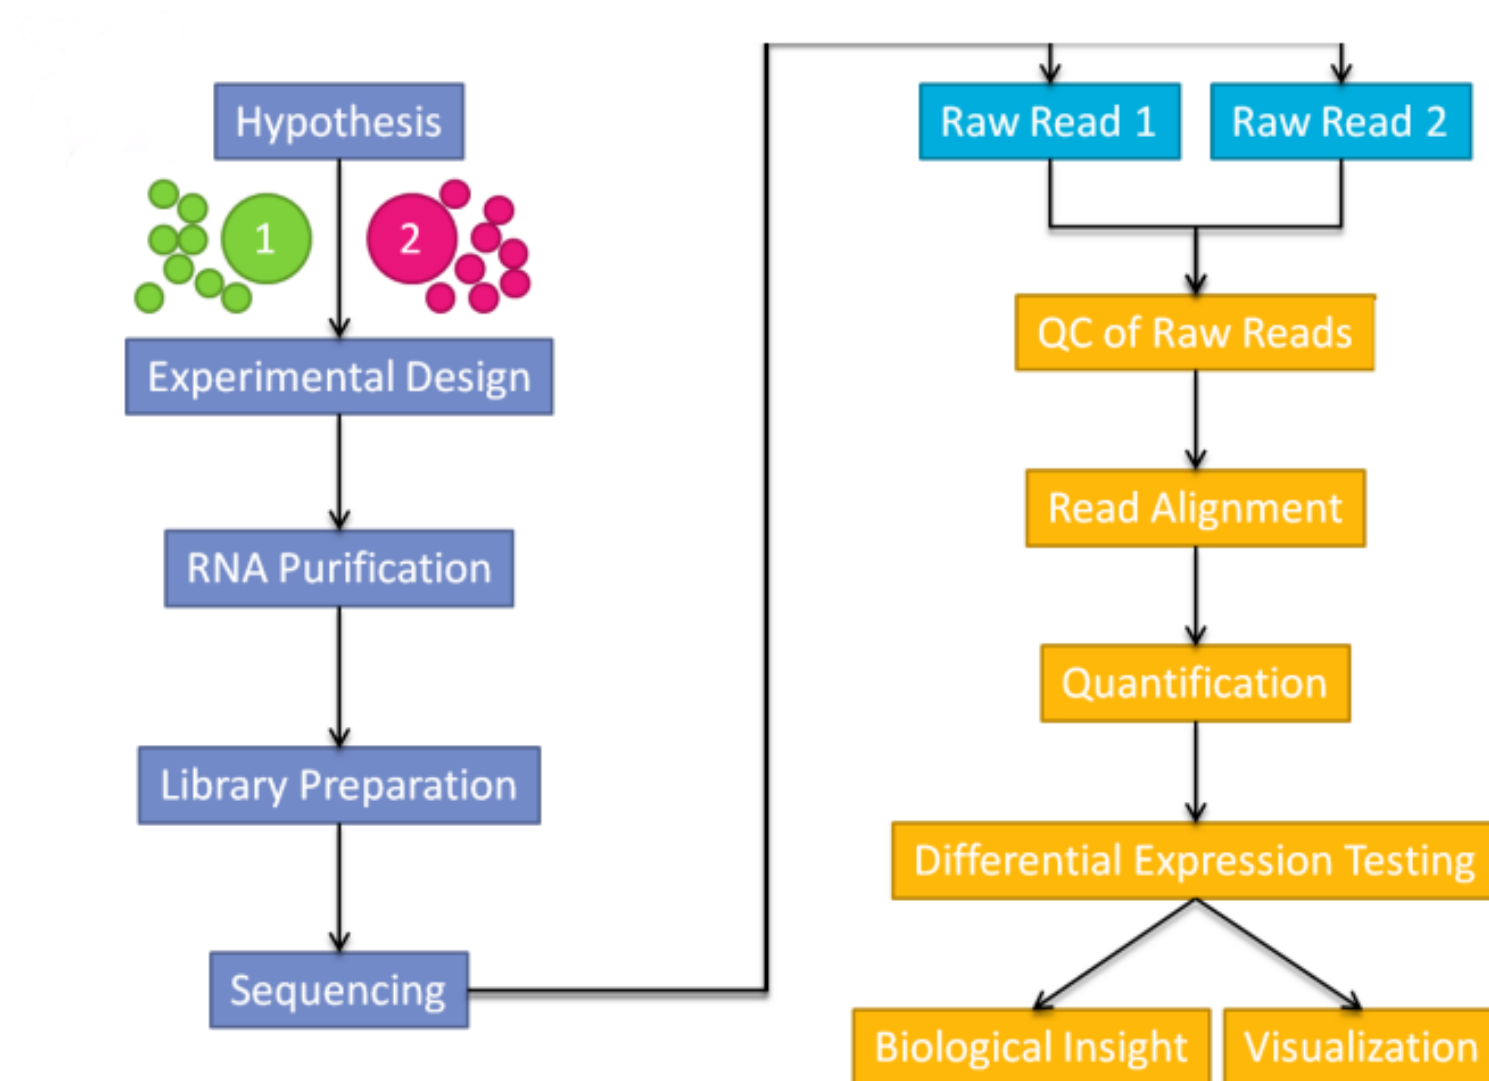 Hypothesis
1
2
Experimental Design
RNA Purification
Library Preparation
Sequencing
Raw Read 1
Raw Read 2
QC of Raw Reads
Read Alignment
Quantification
Differential Expression Testing
Biological Insight
Visualization